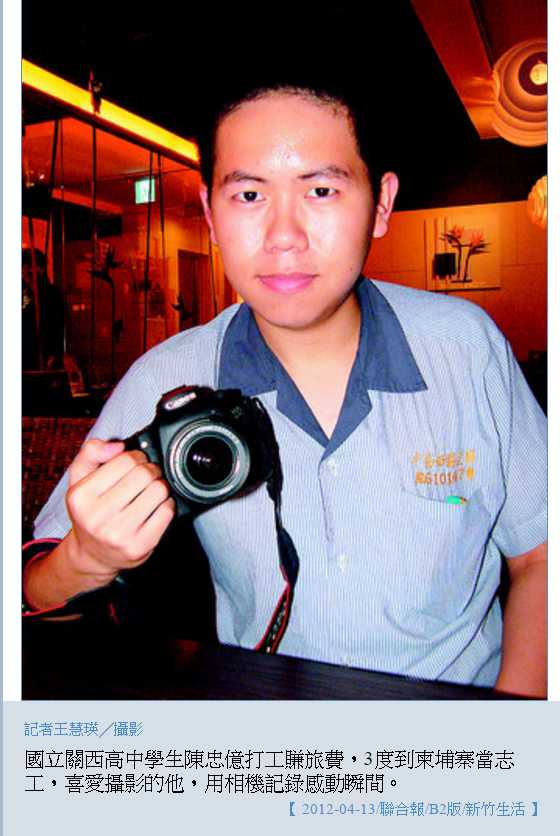 Canon
記者王慧瑛／攝影
國立關西高中學生陳忠億打工賺旅費，3度到柬埔寨當志
工，喜愛攝影的他，用相機記錄感動瞬間。
【 2012-04-13/聯合報/B2版/新竹生活 】